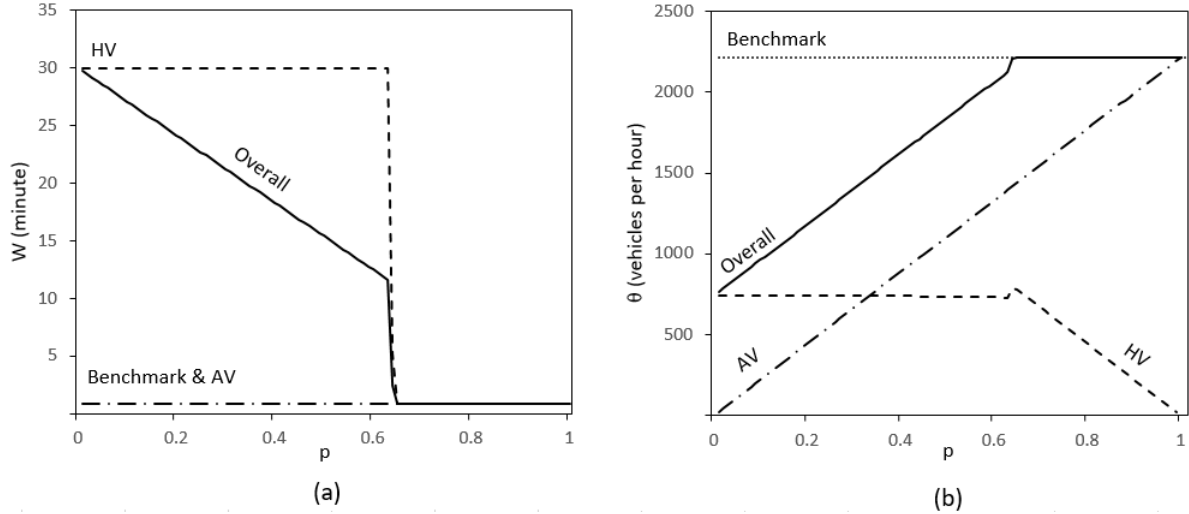 35
30
25
20
15
10
5
W (minute)
HV
Overall
Benchmark & AV
0
0.2
0.4
0.6
0.8
1
p
(a)
2500
2000
1500
1000
500
θ (vehicles per hour)
Benchmark
Overall
AV
HV
0
0.2
0.4
0.6
0.8
1
p
(b)